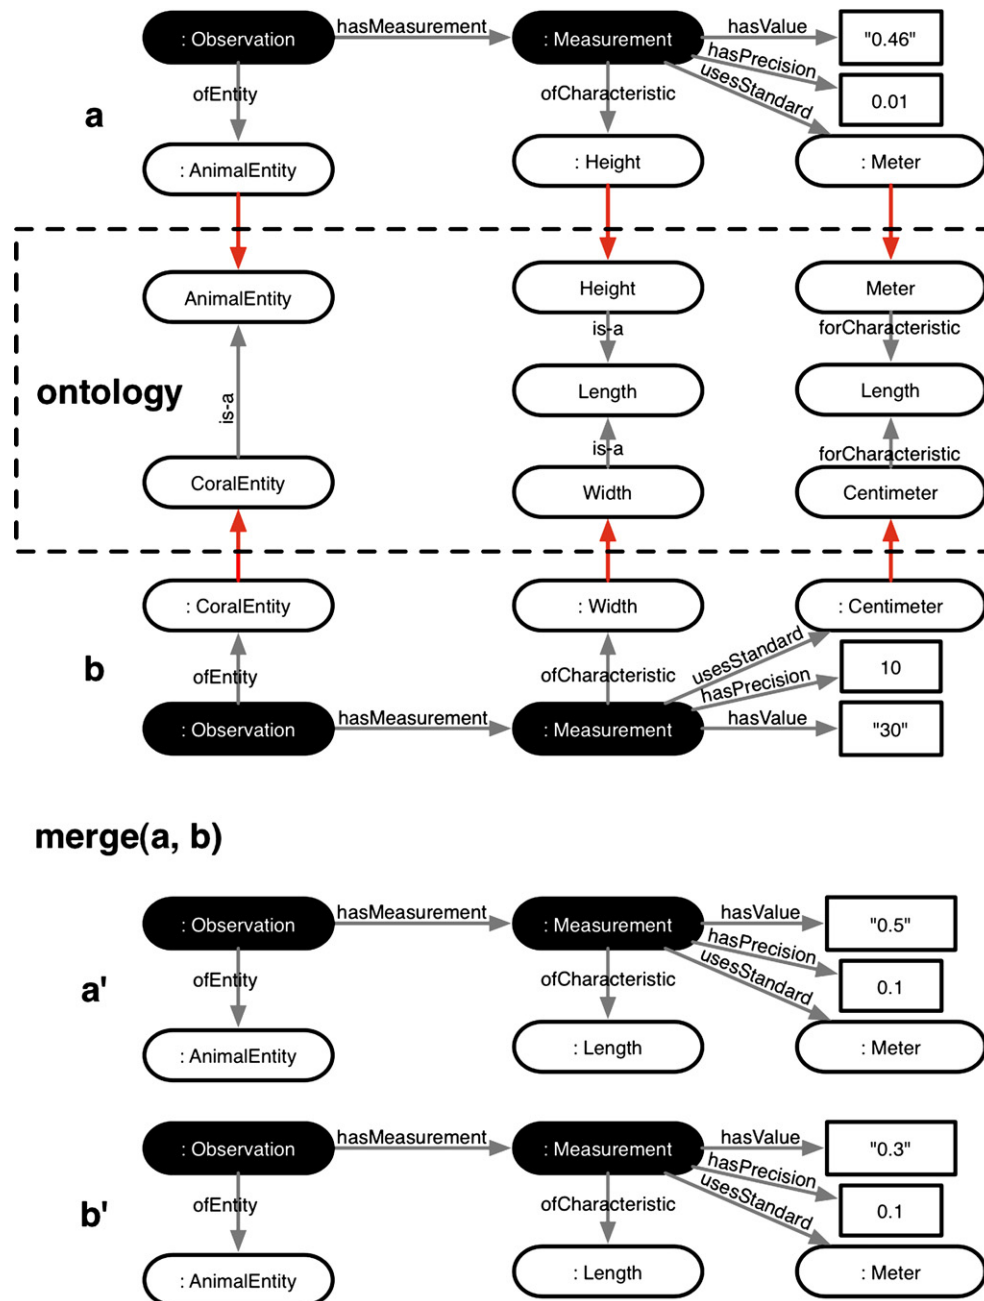 : Observation
hasMeasurement
: Measurement
hasValue
"0.46"
hasPrecision
usesStandard
0.01
ofEntity
ofCharacteristic
a
: AnimalEntity
: Height
: Meter
AnimalEntity
Height
Meter
is-a
forCharacteristic
ontology
is-a
Length
Length
is-a
forCharacteristic
CoralEntity
Width
Centimeter
: CoralEntity
: Width
: Centimeter
b
ofEntity
ofCharacteristic
usesStandard
hasPrecision
10
: Observation
hasMeasurement
: Measurement
hasValue
"30"
merge(a, b)
: Observation
hasMeasurement
: Measurement
hasValue
"0.5"
hasPrecision
usesStandard
0.1
a'
ofEntity
ofCharacteristic
: AnimalEntity
: Length
: Meter
: Observation
hasMeasurement
: Measurement
hasValue
"0.3"
hasPrecision
usesStandard
0.1
b'
ofEntity
ofCharacteristic
: AnimalEntity
: Length
: Meter